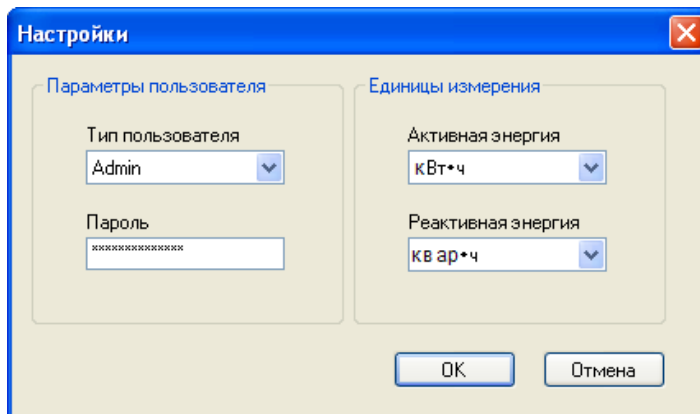 Настройки
Параметры пользователя
Тип пользователя
Admin
Пароль
××××××××××××××
Единицы измерения
Активная энергия
кВт•ч
Реактивная энергия
квар•ч
OK
Отмена